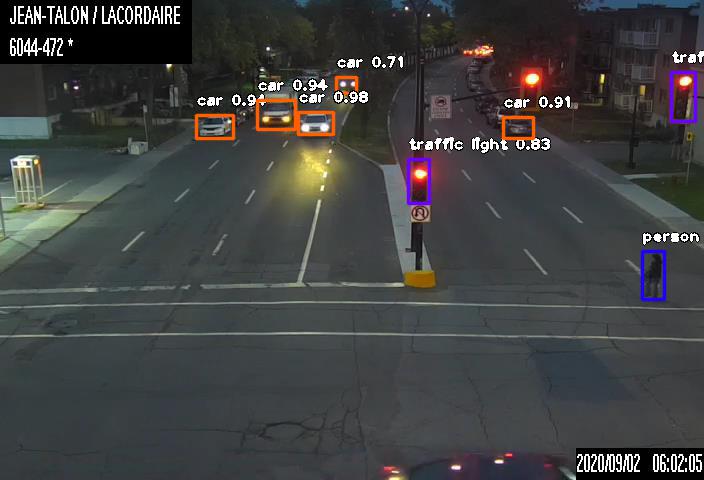 JEAN-TALON / LACORDAIRE
6044-472 *
car 0.71
traf
car 0.94
car 0.94
car 0.98
car 0.91
traffic light 0.83
person
2020/09/02 06:02:05